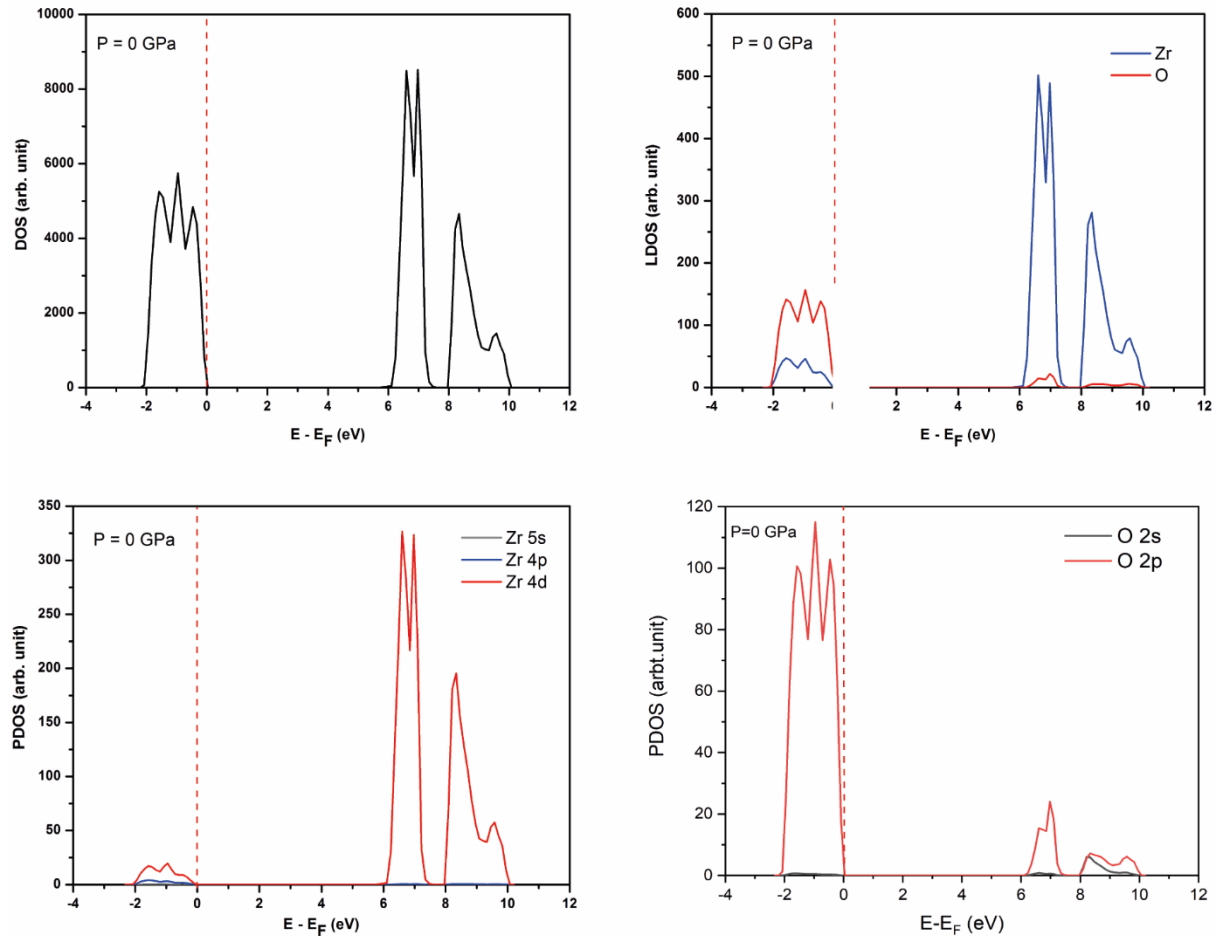 10000
8000
6000
4000
2000
0
DOS (arb. unit)
P = 0 GPa
-4 -2 0 2 4 6 8 10 12
E - E_F (eV)
600
500
400
300
200
100
0
LDOS (arb. unit)
P = 0 GPa
Zr
O
-4 -2 2 4 6 8 10 12
E - E_F (eV)
350
300
250
200
150
100
50
0
PDOS (arb. unit)
P = 0 GPa
Zr 5s
Zr 4p
Zr 4d
-4 -2 0 2 4 6 8 10 12
E - E_F (eV)
120
100
80
60
40
20
0
PDOS (arbt.unit)
P=0 GPa
O 2s
O 2p
-4 -2 0 2 4 6 8 10 12
E-E_F (eV)